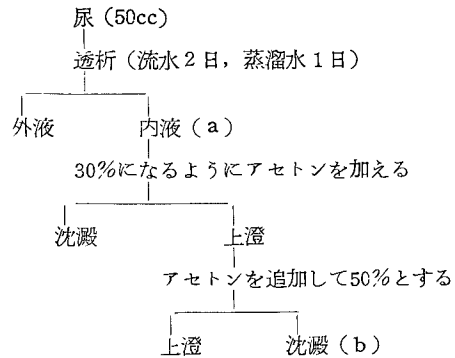 尿（50cc）
透析（流水2日，蒸溜水1日）
外液　内液（a）
30%になるようにアセトンを加える
沈澱　上澄
アセトンを追加して50%とする
上澄　沈澱（b）